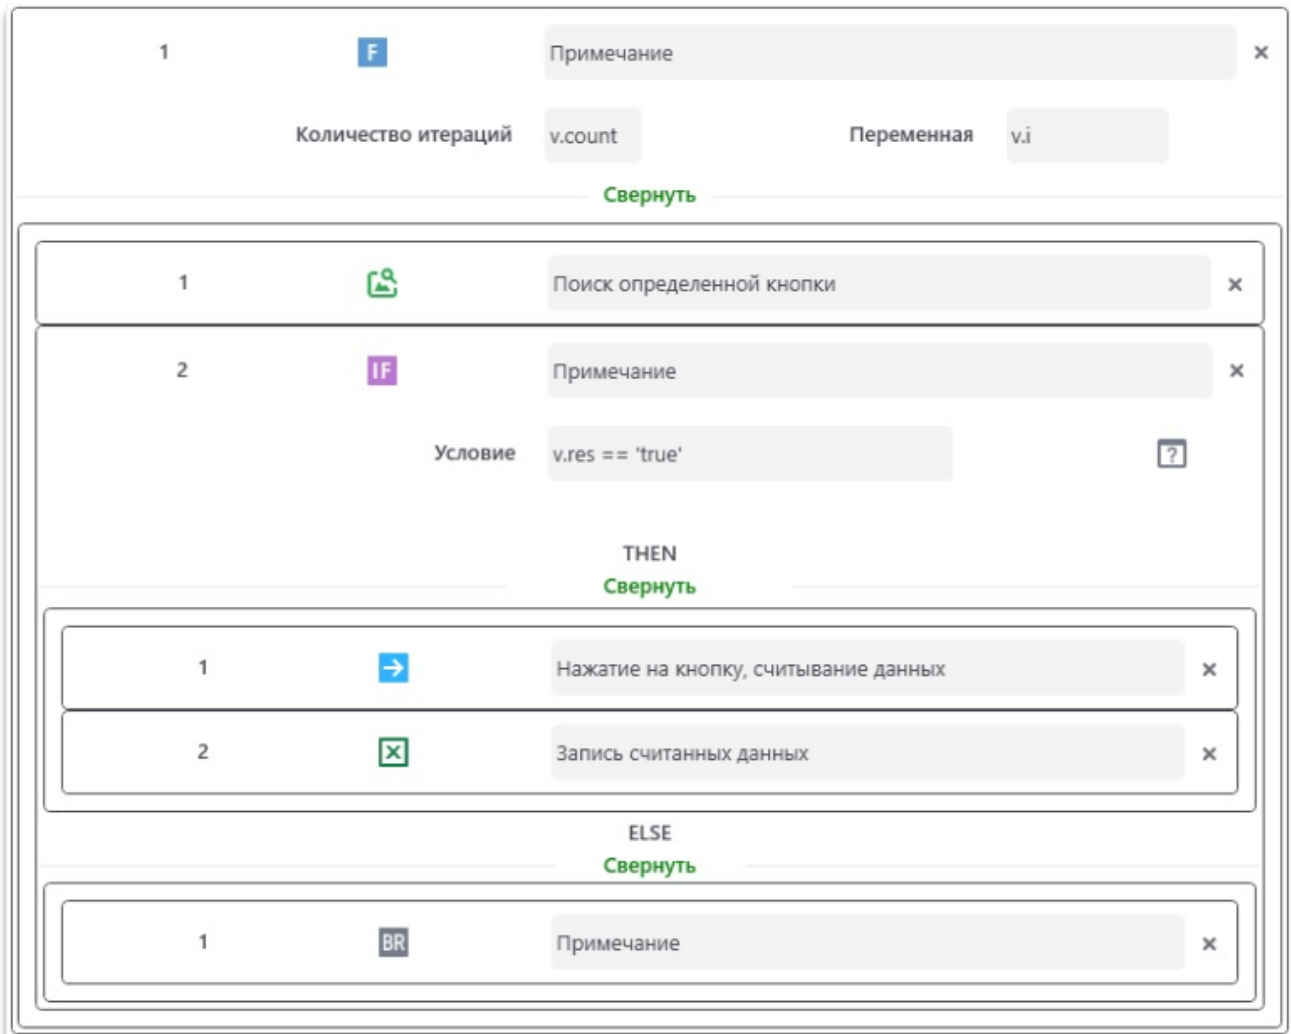 1 F Примечание ×
Количество итераций v.count Переменная v.i
Свернуть
1 Поиск определенной кнопки ×
2 IF Примечание ×
Условие v.res == 'true' ?
THEN
Свернуть
1 Нажатие на кнопку, считывание данных ×
2 Запись считанных данных ×
ELSE
Свернуть
1 BR Примечание ×